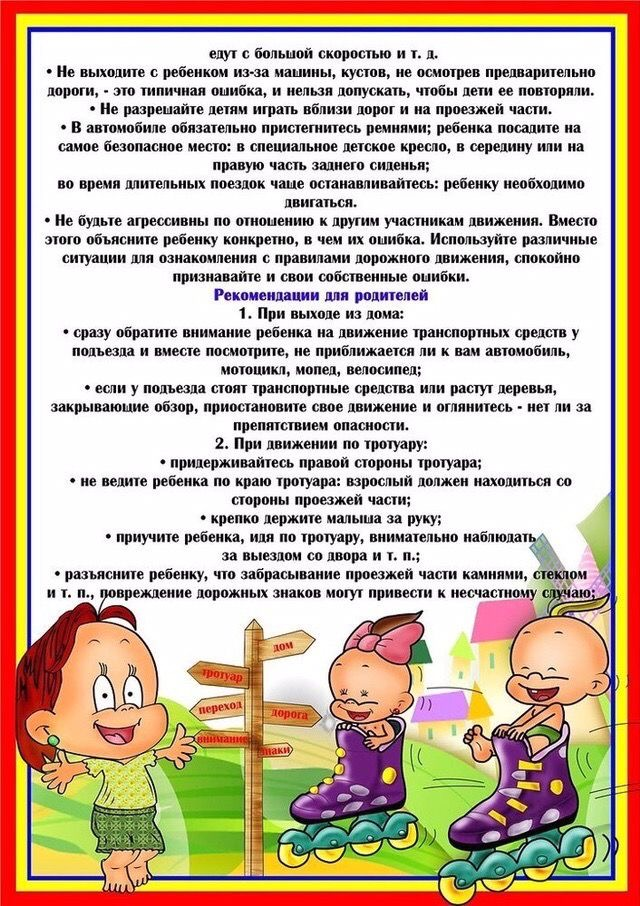 едут с большой скоростью и т. д.
• Не выходите с ребенком из-за машины, кустов, не осмотрев предварительно
дороги, - это типичная ошибка, и нельзя допускать, чтобы дети ее повторяли.
• Не разрешайте детям играть вблизи дорог и на проезжей части.
• В автомобиле обязательно пристегнитесь ремнями; ребенка посадите на
самое безопасное место: в специальное детское кресло, в середину или на
правую часть заднего сиденья;
во время длительных поездок чаще останавливайтесь: ребенку необходимо
двигаться.
• Не будьте агрессивны по отношению к другим участникам движения. Вместо
этого объясните ребенку конкретно, в чем их ошибка. Используйте различные
ситуации для ознакомления с правилами дорожного движения, спокойно
признавайте и свои собственные ошибки.
Рекомендации для родителей
1. При выходе из дома:
• сразу обратите внимание ребенка на движение транспортных средств у
подъезда и вместе посмотрите, не приближается ли к вам автомобиль,
мотоцикл, мопед, велосипед;
• если у подъезда стоят транспортные средства или растут деревья,
закрывающие обзор, приостановите свое движение и оглянитесь - нет ли за
препятствием опасности.
2. При движении по тротуару:
• придерживайтесь правой стороны тротуара;
• не ведите ребенка по краю тротуара: взрослый должен находиться со
стороны проезжей части;
• крепко держите малыша за руку;
• приучите ребенка, идя по тротуару, внимательно наблюдать
за выездом со двора и т. п.;
• разъясните ребенку, что забрасывание проезжей части камнями, стеклом
и т. п., повреждение дорожных знаков могут привести к несчастному случаю;
дом
тротуар
переход
дорога
внимание
знаки